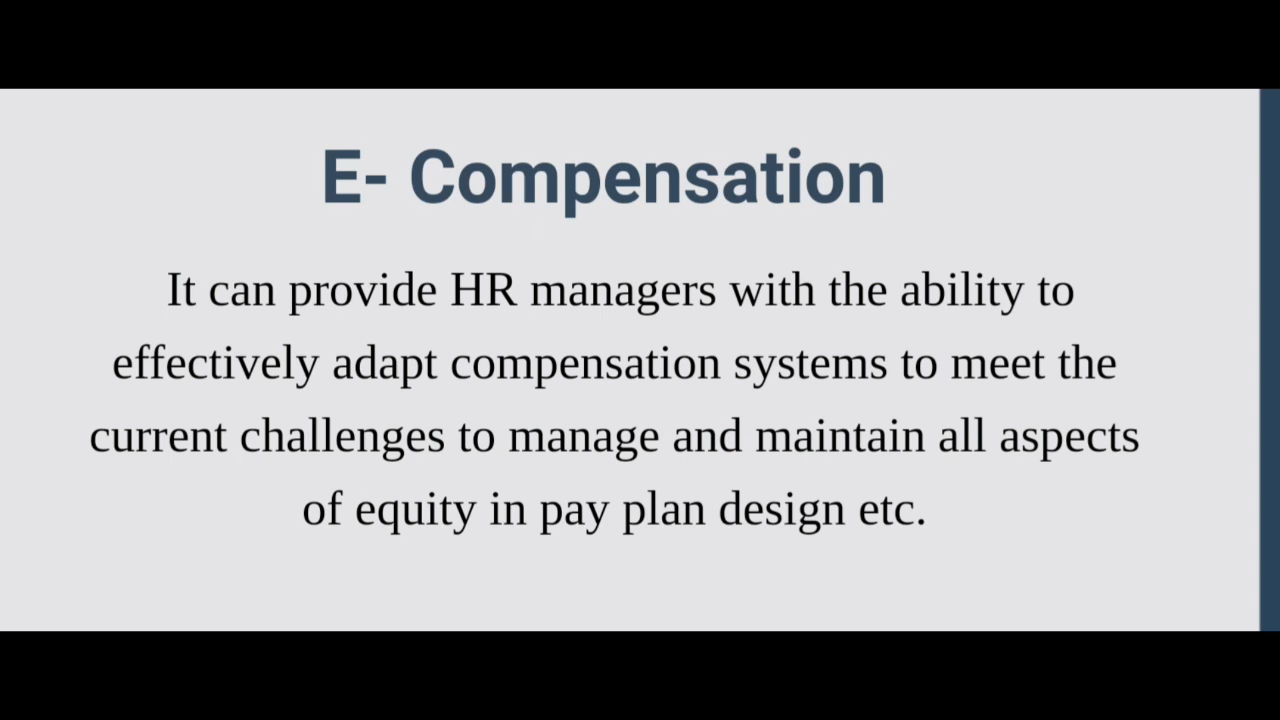 E- Compensation
It can provide HR managers with the ability to
effectively adapt compensation systems to meet the
current challenges to manage and maintain all aspects
of equity in pay plan design etc.